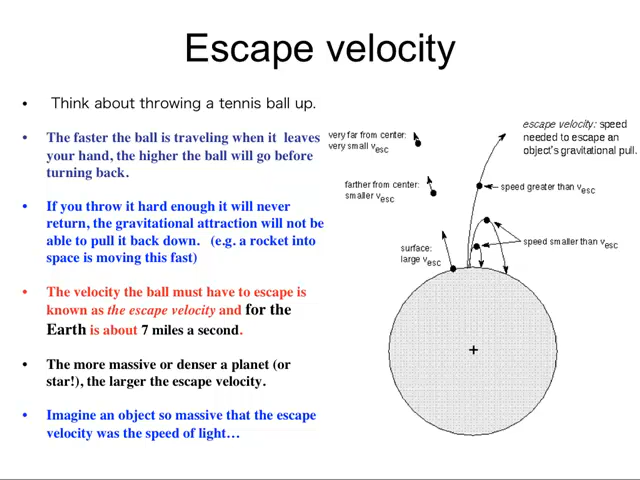 Escape velocity
• Think about throwing a tennis ball up.
• The faster the ball is traveling when it leaves
your hand, the higher the ball will go before
turning back.
• If you throw it hard enough it will never
return, the gravitational attraction will not be
able to pull it back down. (e.g. a rocket into
space is moving this fast)
• The velocity the ball must have to escape is
known as the escape velocity and for the
Earth is about 7 miles a second.
• The more massive or denser a planet (or
star!), the larger the escape velocity.
• Imagine an object so massive that the escape
velocity was the speed of light…
very far from center:
very small vesc
farther from center:
smaller vesc
surface:
large vesc
escape velocity: speed
needed to escape an
object's gravitational pull.
speed greater than vesc
speed smaller than vesc
+